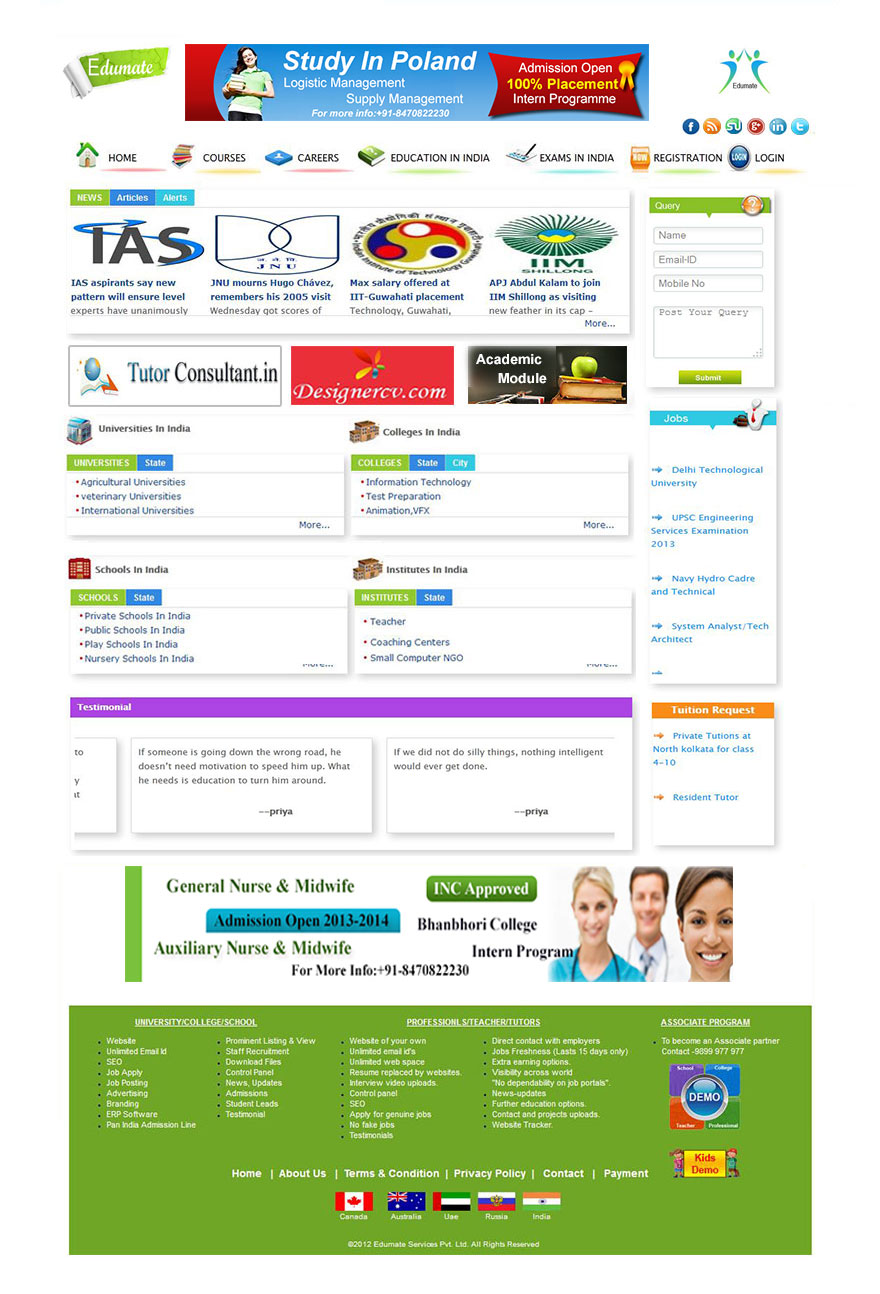 Edumate
Study In Poland
Logistic Management
Supply Management
For more info:+91-8470822230
Admission Open
100% Placement
Intern Programme
Edumate
HOME
COURSES
CAREERS
EDUCATION IN INDIA
EXAMS IN INDIA
NOW
REGISTRATION
LOGIN
LOGIN
NEWS
Articles
Alerts
IAS
JNU
IIM
SHILLONG
IAS aspirants say new
pattern will ensure level
experts have unanimously
JNU mourns Hugo Chávez,
remembers his 2005 visit
Wednesday got scores of
Max salary offered at
IIT-Guwahati placement
Technology, Guwahati,
APJ Abdul Kalam to join
IIM Shillong as visiting
new feather in its cap –
More...
Query
Name
Email-ID
Mobile No
Post Your Query
Submit
Tutor Consultant.in
Designercv.com
Academic
Module
Universities In India
UNIVERSITIES
State
Agricultural Universities
veterinary Universities
International Universities
More...
Colleges In India
COLLEGES
State
City
Information Technology
Test Preparation
Animation,VFX
More...
Jobs
Delhi Technological
University
UPSC Engineering
Services Examination
2013
Navy Hydro Cadre
and Technical
System Analyst/Tech
Architect
Schools In India
SCHOOLS
State
Private Schools In India
Public Schools In India
Play Schools In India
Nursery Schools In India
More...
Institutes In India
INSTITUTES
State
Teacher
Coaching Centers
Small Computer NGO
More...
Testimonial
to
y
at
If someone is going down the wrong road, he
doesn't need motivation to speed him up. What
he needs is education to turn him around.
--priya
If we did not do silly things, nothing intelligent
would ever get done.
--priya
Tuition Request
Private Tutions at
North kolkata for class
4-10
Resident Tutor
General Nurse & Midwife
Admission Open 2013-2014
Auxiliary Nurse & Midwife
INC Approved
Bhanbhori College
Intern Program
For More Info:+91-8470822230
UNIVERSITY/COLLEGE/SCHOOL
Website
Unlimited Email Id
SEO
Job Apply
Job Posting
Advertising
Branding
ERP Software
Pan India Admission Line
Prominent Listing & View
Staff Recruitment
Download Files
Control Panel
News, Updates
Admissions
Student Leads
Testimonial
PROFESSIONLS/TEACHER/TUTORS
Website of your own
Unlimited email id's
Unlimited web space
Resume replaced by websites.
Interview video uploads.
Control panel
SEO
Apply for genuine jobs
No fake jobs
Testimonials
Direct contact with employers
Jobs Freshness (Lasts 15 days only)
Extra earning options.
Visibility across world
"No dependability on job portals".
News-updates
Further education options.
Contact and projects uploads.
Website Tracker.
ASSOCIATE PROGRAM
To become an Associate partner
Contact -9899 977 977
School
College
DEMO
Teacher
Professional
Kids
Demo
Home | About Us | Terms & Condition | Privacy Policy | Contact | Payment
Canada
Australia
Uae
Russia
India
©2012 Edumate Services Pvt. Ltd. All Rights Reserved